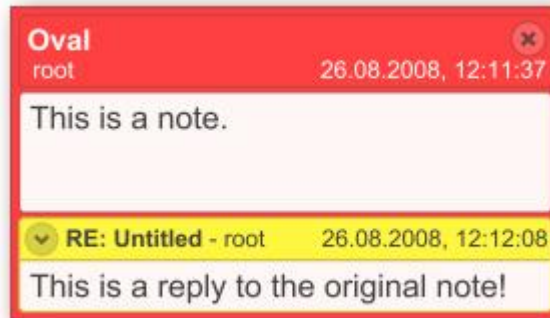 Oval
root 26.08.2008, 12:11:37
This is a note.
RE: Untitled - root 26.08.2008, 12:12:08
This is a reply to the original note!